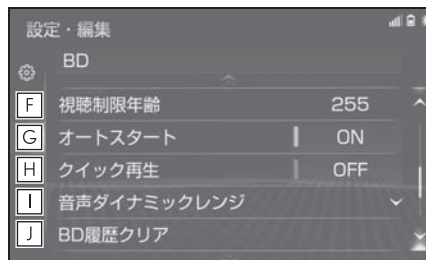 設定・編集
BD
F 視聴制限年齢 255
G オートスタート ON
H クイック再生 OFF
I 音声ダイナミックレンジ
J BD履歴クリア